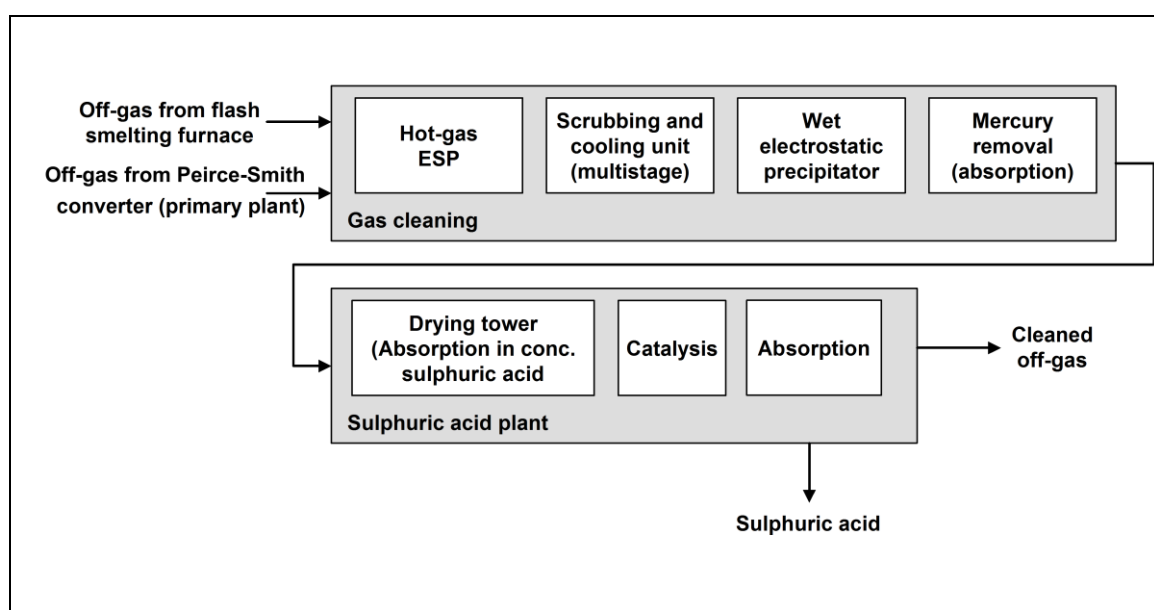 Off-gas from flash
smelting furnace
Off-gas from Peirce-Smith
converter (primary plant)
Hot-gas
ESP
Scrubbing and
cooling unit
(multistage)
Wet
electrostatic
precipitator
Mercury
removal
(absorption)
Gas cleaning
Drying tower
(Absorption in conc.
sulphuric acid
Catalysis
Absorption
Sulphuric acid plant
Cleaned
off-gas
Sulphuric acid